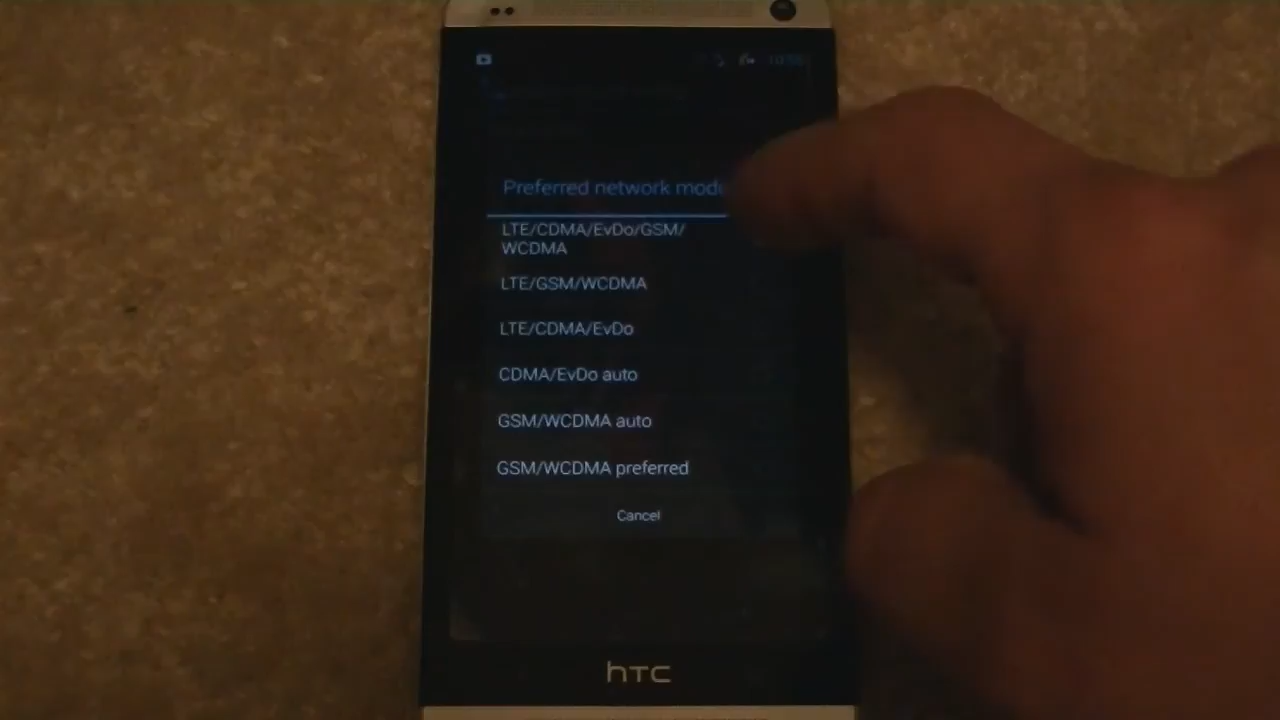 Preferred network mode
LTE/CDMA/EvDo/GSM/
WCDMA
LTE/GSM/WCDMA
LTE/CDMA/EvDo
CDMA/EvDo auto
GSM/WCDMA auto
GSM/WCDMA preferred
Cancel
hTC